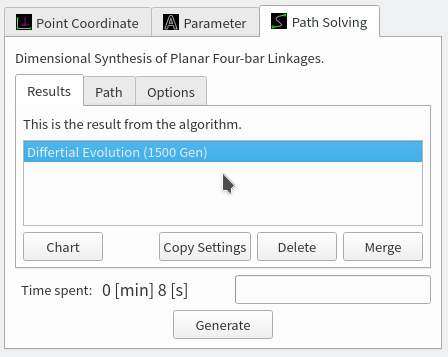 Point Coordinate Parameter Path Solving
Dimensional Synthesis of Planar Four-bar Linkages.
Results Path Options
This is the result from the algorithm.
Differtial Evolution (1500 Gen)
Chart Copy Settings Delete Merge
Time spent: 0 [min] 8 [s]
Generate